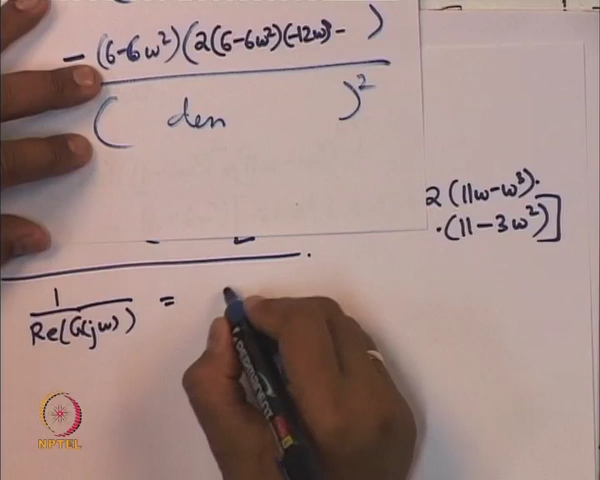 - (6-6ω²)(2(6-6ω²)(-12ω) - )
( den )²
2(11ω-ω³).
.(11-3ω²)]
1
Re(G(jω)) =
NPTEL